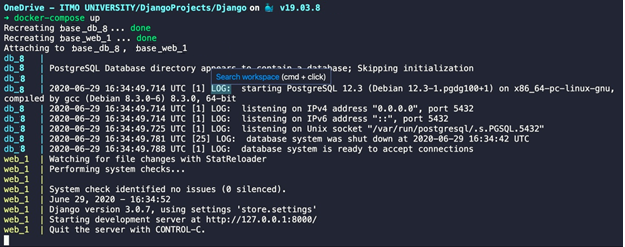 OneDrive - ITMO UNIVERSITY/DjangoProjects/Django on 🐳 v19.03.8
→ docker-compose up
Recreating base_db_8 ... done
Recreating base_web_1 ... done
Attaching to base_db_8, base_web_1
db_8 |
db_8 | PostgreSQL Database directory appears to contain a database; Skipping initialization
db_8 |
Search workspace (cmd + click)
db_8 | 2020-06-29 16:34:49.714 UTC [1] LOG: starting PostgreSQL 12.3 (Debian 12.3-1.pgdg100+1) on x86_64-pc-linux-gnu,
compiled by gcc (Debian 8.3.0-6) 8.3.0, 64-bit
db_8 | 2020-06-29 16:34:49.714 UTC [1] LOG: listening on IPv4 address "0.0.0.0", port 5432
db_8 | 2020-06-29 16:34:49.714 UTC [1] LOG: listening on IPv6 address "::", port 5432
db_8 | 2020-06-29 16:34:49.725 UTC [1] LOG: listening on Unix socket "/var/run/postgresql/.s.PGSQL.5432"
db_8 | 2020-06-29 16:34:49.781 UTC [25] LOG: database system was shut down at 2020-06-29 16:34:42 UTC
db_8 | 2020-06-29 16:34:49.788 UTC [1] LOG: database system is ready to accept connections
web_1 | Watching for file changes with StatReloader
web_1 | Performing system checks...
web_1 |
web_1 | System check identified no issues (0 silenced).
web_1 | June 29, 2020 - 16:34:52
web_1 | Django version 3.0.7, using settings 'store.settings'
web_1 | Starting development server at http://127.0.0.1:8000/
web_1 | Quit the server with CONTROL-C.